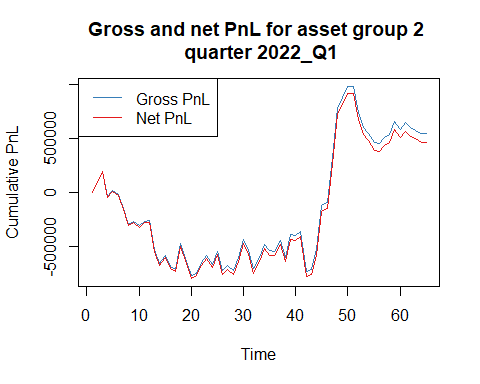 Gross and net PnL for asset group 2
quarter 2022_Q1
Gross PnL
Net PnL
Cumulative PnL
500000
0
-500000
0 10 20 30 40 50 60
Time